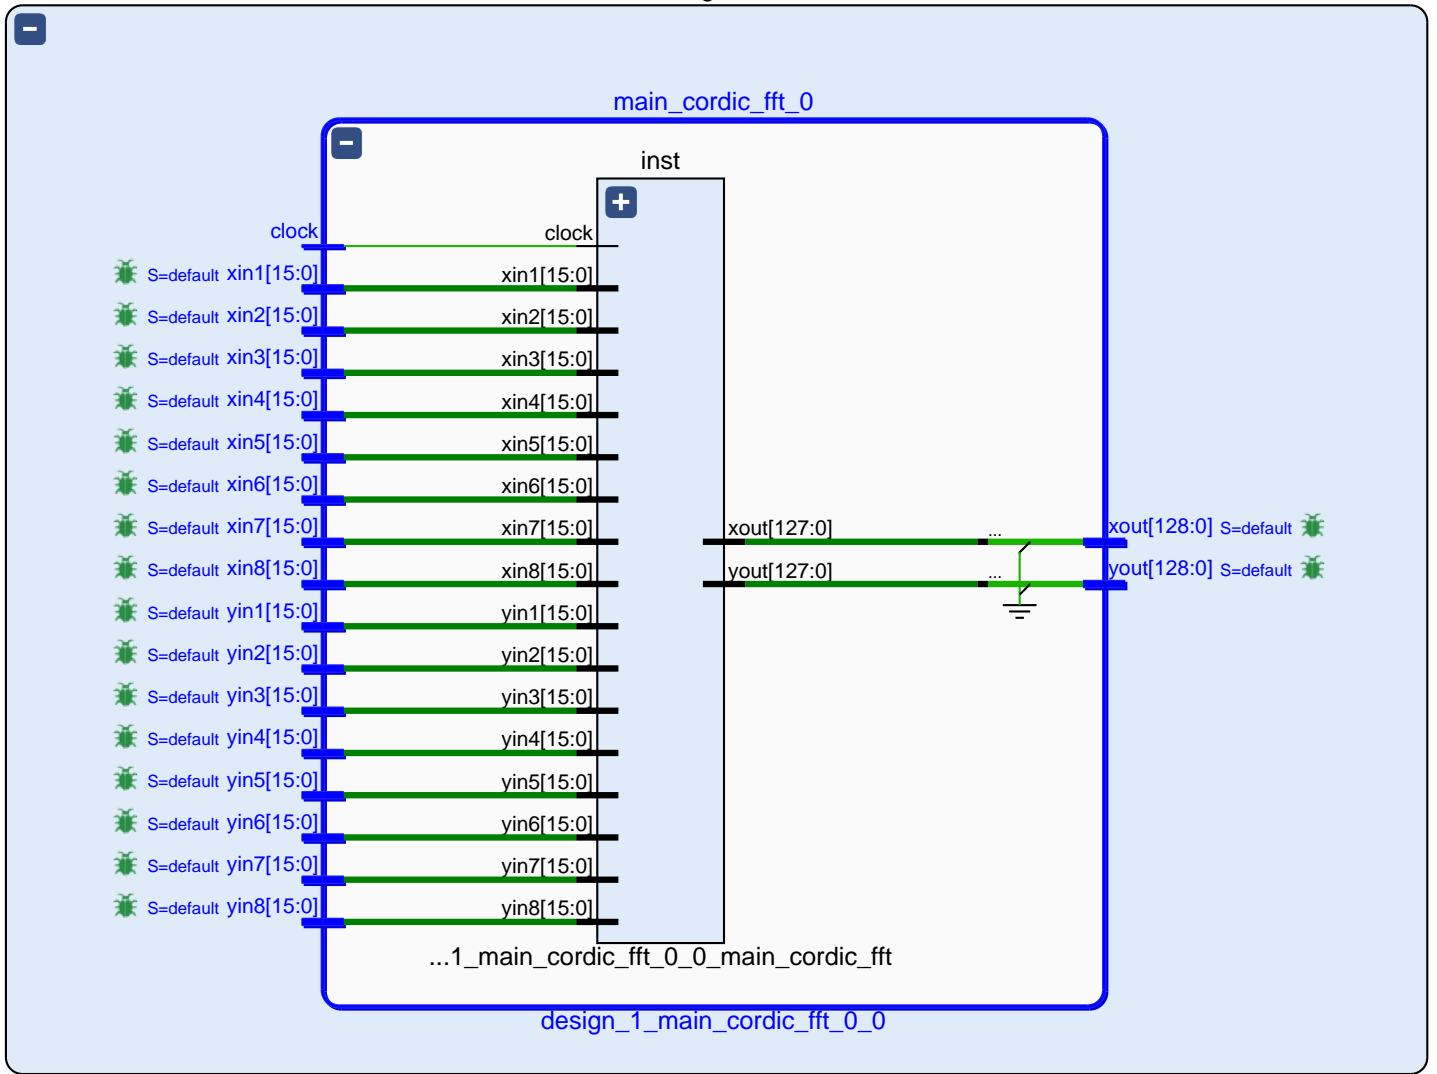 main_cordic_fft_0
inst
clock clock
S=default xin1[15:0] xin1[15:0]
S=default xin2[15:0] xin2[15:0]
S=default xin3[15:0] xin3[15:0]
S=default xin4[15:0] xin4[15:0]
S=default xin5[15:0] xin5[15:0]
S=default xin6[15:0] xin6[15:0]
S=default xin7[15:0] xin7[15:0] xout[127:0] ... xout[128:0] S=default
S=default xin8[15:0] xin8[15:0] yout[127:0] ... yout[128:0] S=default
S=default yin1[15:0] yin1[15:0]
S=default yin2[15:0] yin2[15:0]
S=default yin3[15:0] yin3[15:0]
S=default yin4[15:0] yin4[15:0]
S=default yin5[15:0] yin5[15:0]
S=default yin6[15:0] yin6[15:0]
S=default yin7[15:0] yin7[15:0]
S=default yin8[15:0] yin8[15:0]
...1_main_cordic_fft_0_0_main_cordic_fft
design_1_main_cordic_fft_0_0